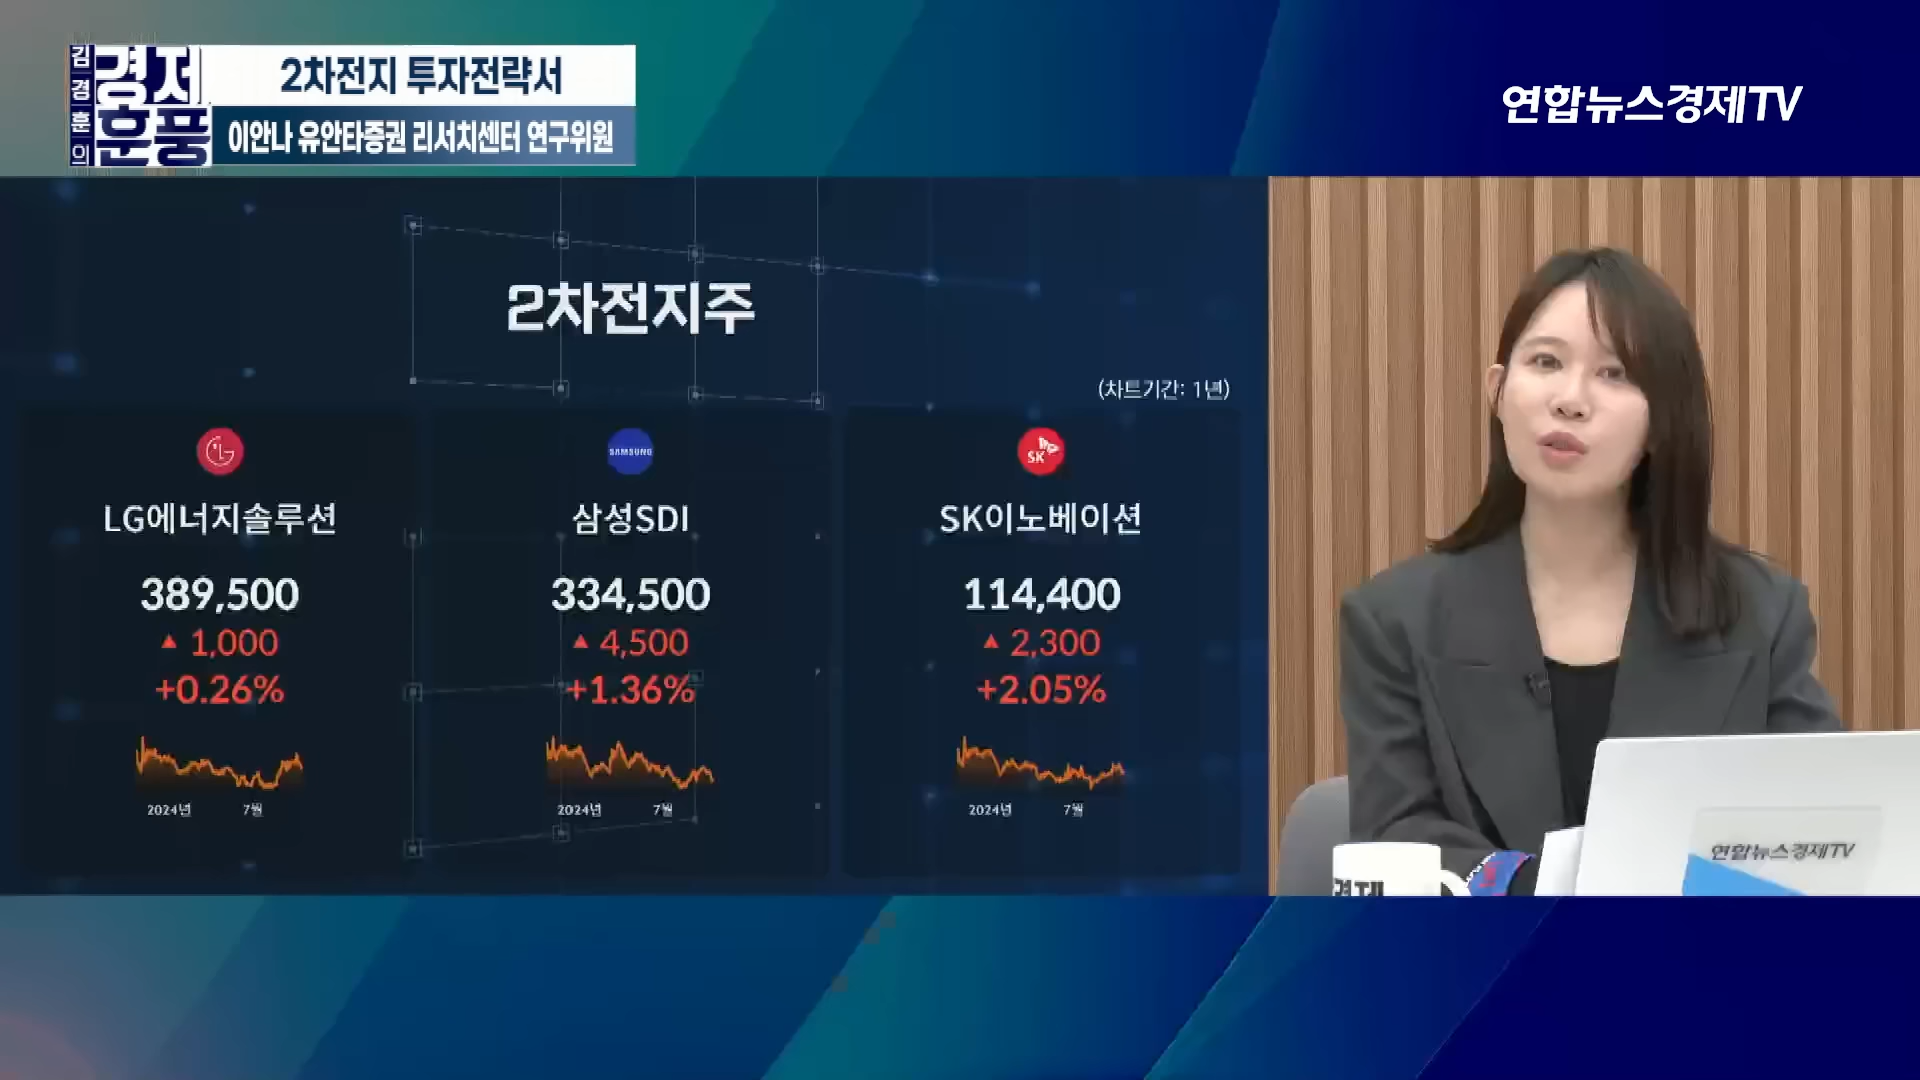 김경훈의
경제
훈풍
2차전지 투자전략서
이안나 유안타증권 리서치센터 연구위원
연합뉴스경제TV
2차전지주
(차트기간: 1년)
LG
LG에너지솔루션
389,500
▲ 1,000
+0.26%
2024년 7월
SAMSUNG
삼성SDI
334,500
▲ 4,500
+1.36%
2024년 7월
SK
SK이노베이션
114,400
▲ 2,300
+2.05%
2024년 7월
연합뉴스경제TV
경제